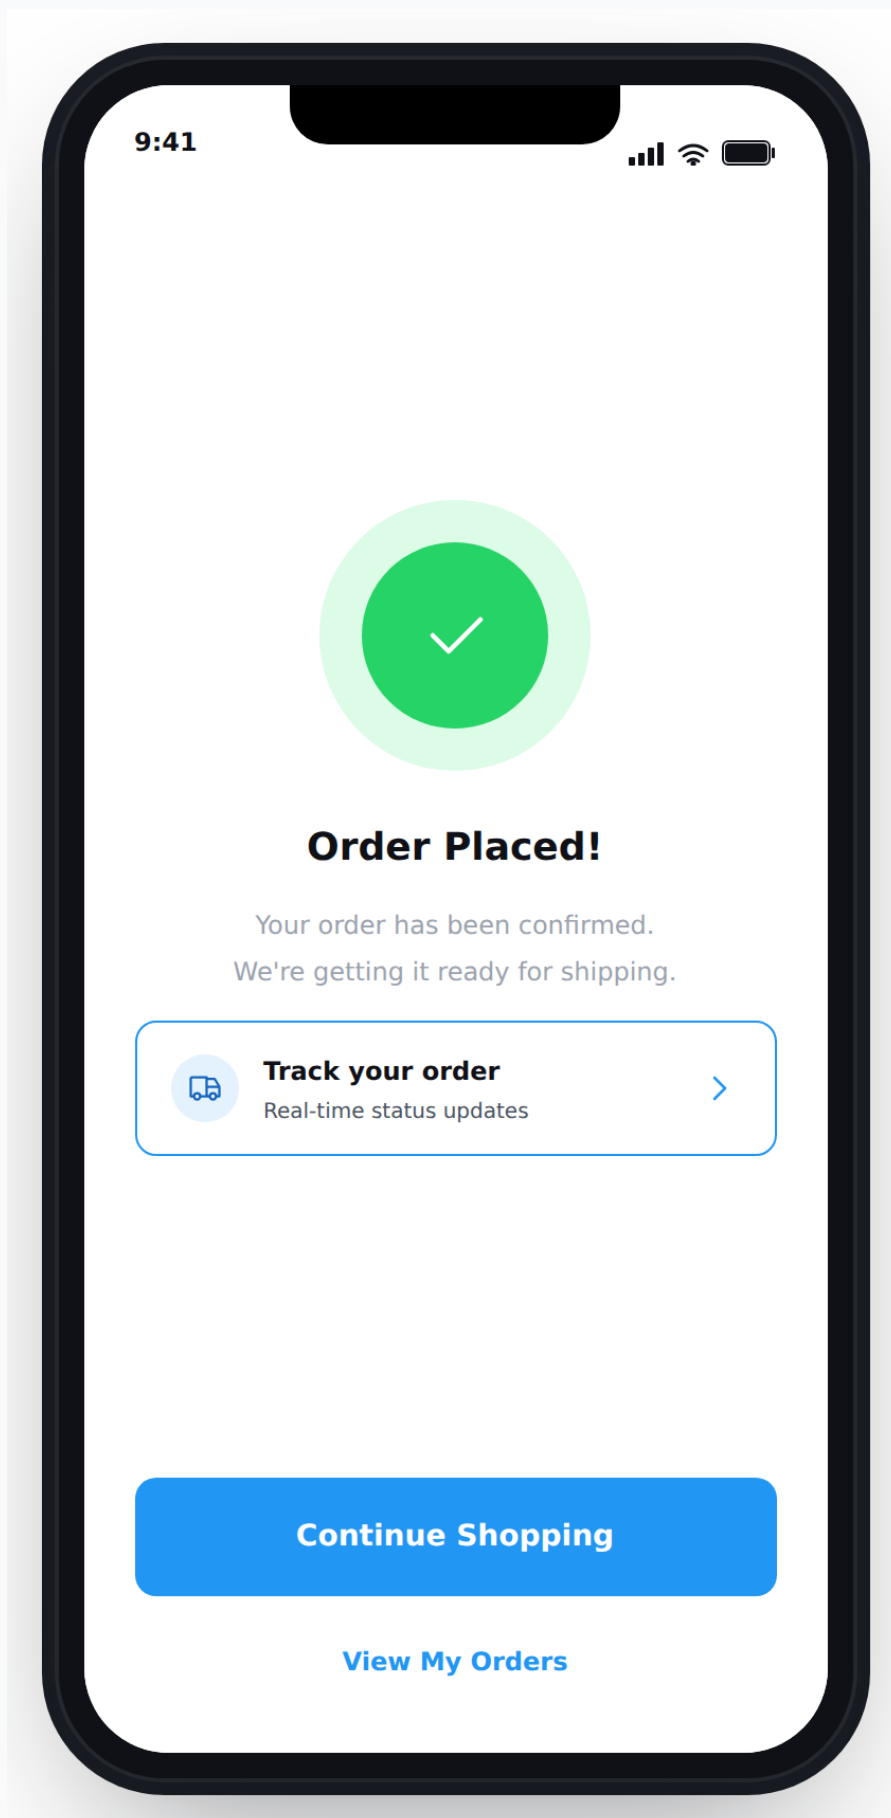 9:41
Order Placed!
Your order has been confirmed.
We're getting it ready for shipping.
Track your order
Real-time status updates
Continue Shopping
View My Orders